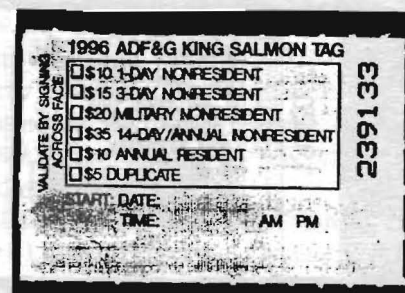 1996 ADF&G KING SALMON TAG
VALIDATE BY SIGNING
ACROSS FACE
$10 1-DAY NONRESIDENT
$15 3-DAY NONRESIDENT
$20 MILITARY NONRESIDENT
$35 14-DAY/ANNUAL NONRESIDENT
$10 ANNUAL RESIDENT
$5 DUPLICATE
START: DATE:
TIME: AM PM
239133